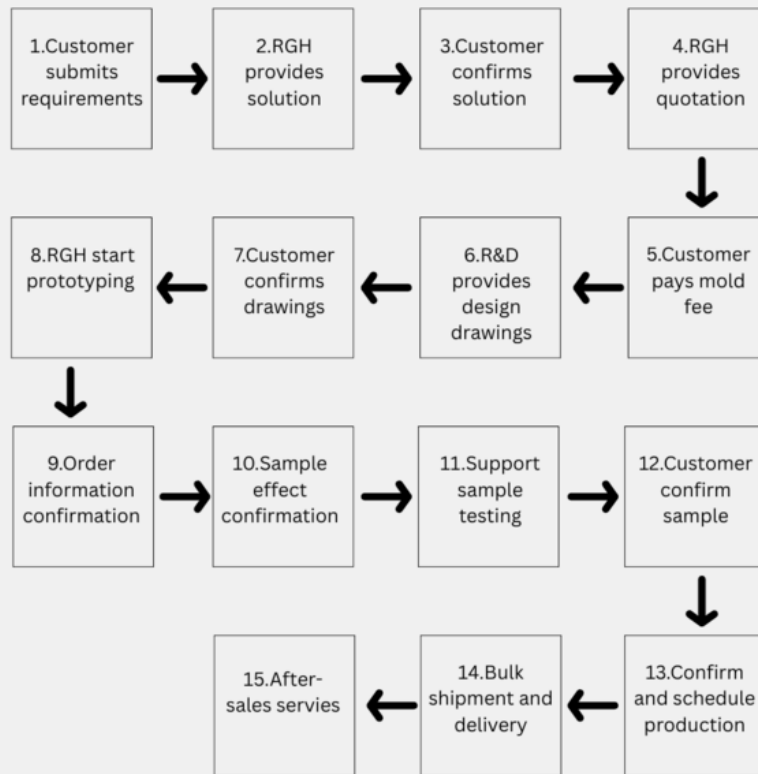 1.Customer
submits
requirements
2.RGH
provides
solution
3.Customer
confirms
solution
4.RGH
provides
quotation
5.Customer
pays mold
fee
6.R&D
provides
design
drawings
7.Customer
confirms
drawings
8.RGH start
prototyping
9.Order
information
confirmation
10.Sample
effect
confirmation
11.Support
sample
testing
12.Customer
confirm
sample
13.Confirm
and schedule
production
14.Bulk
shipment and
delivery
15.After-
sales servies